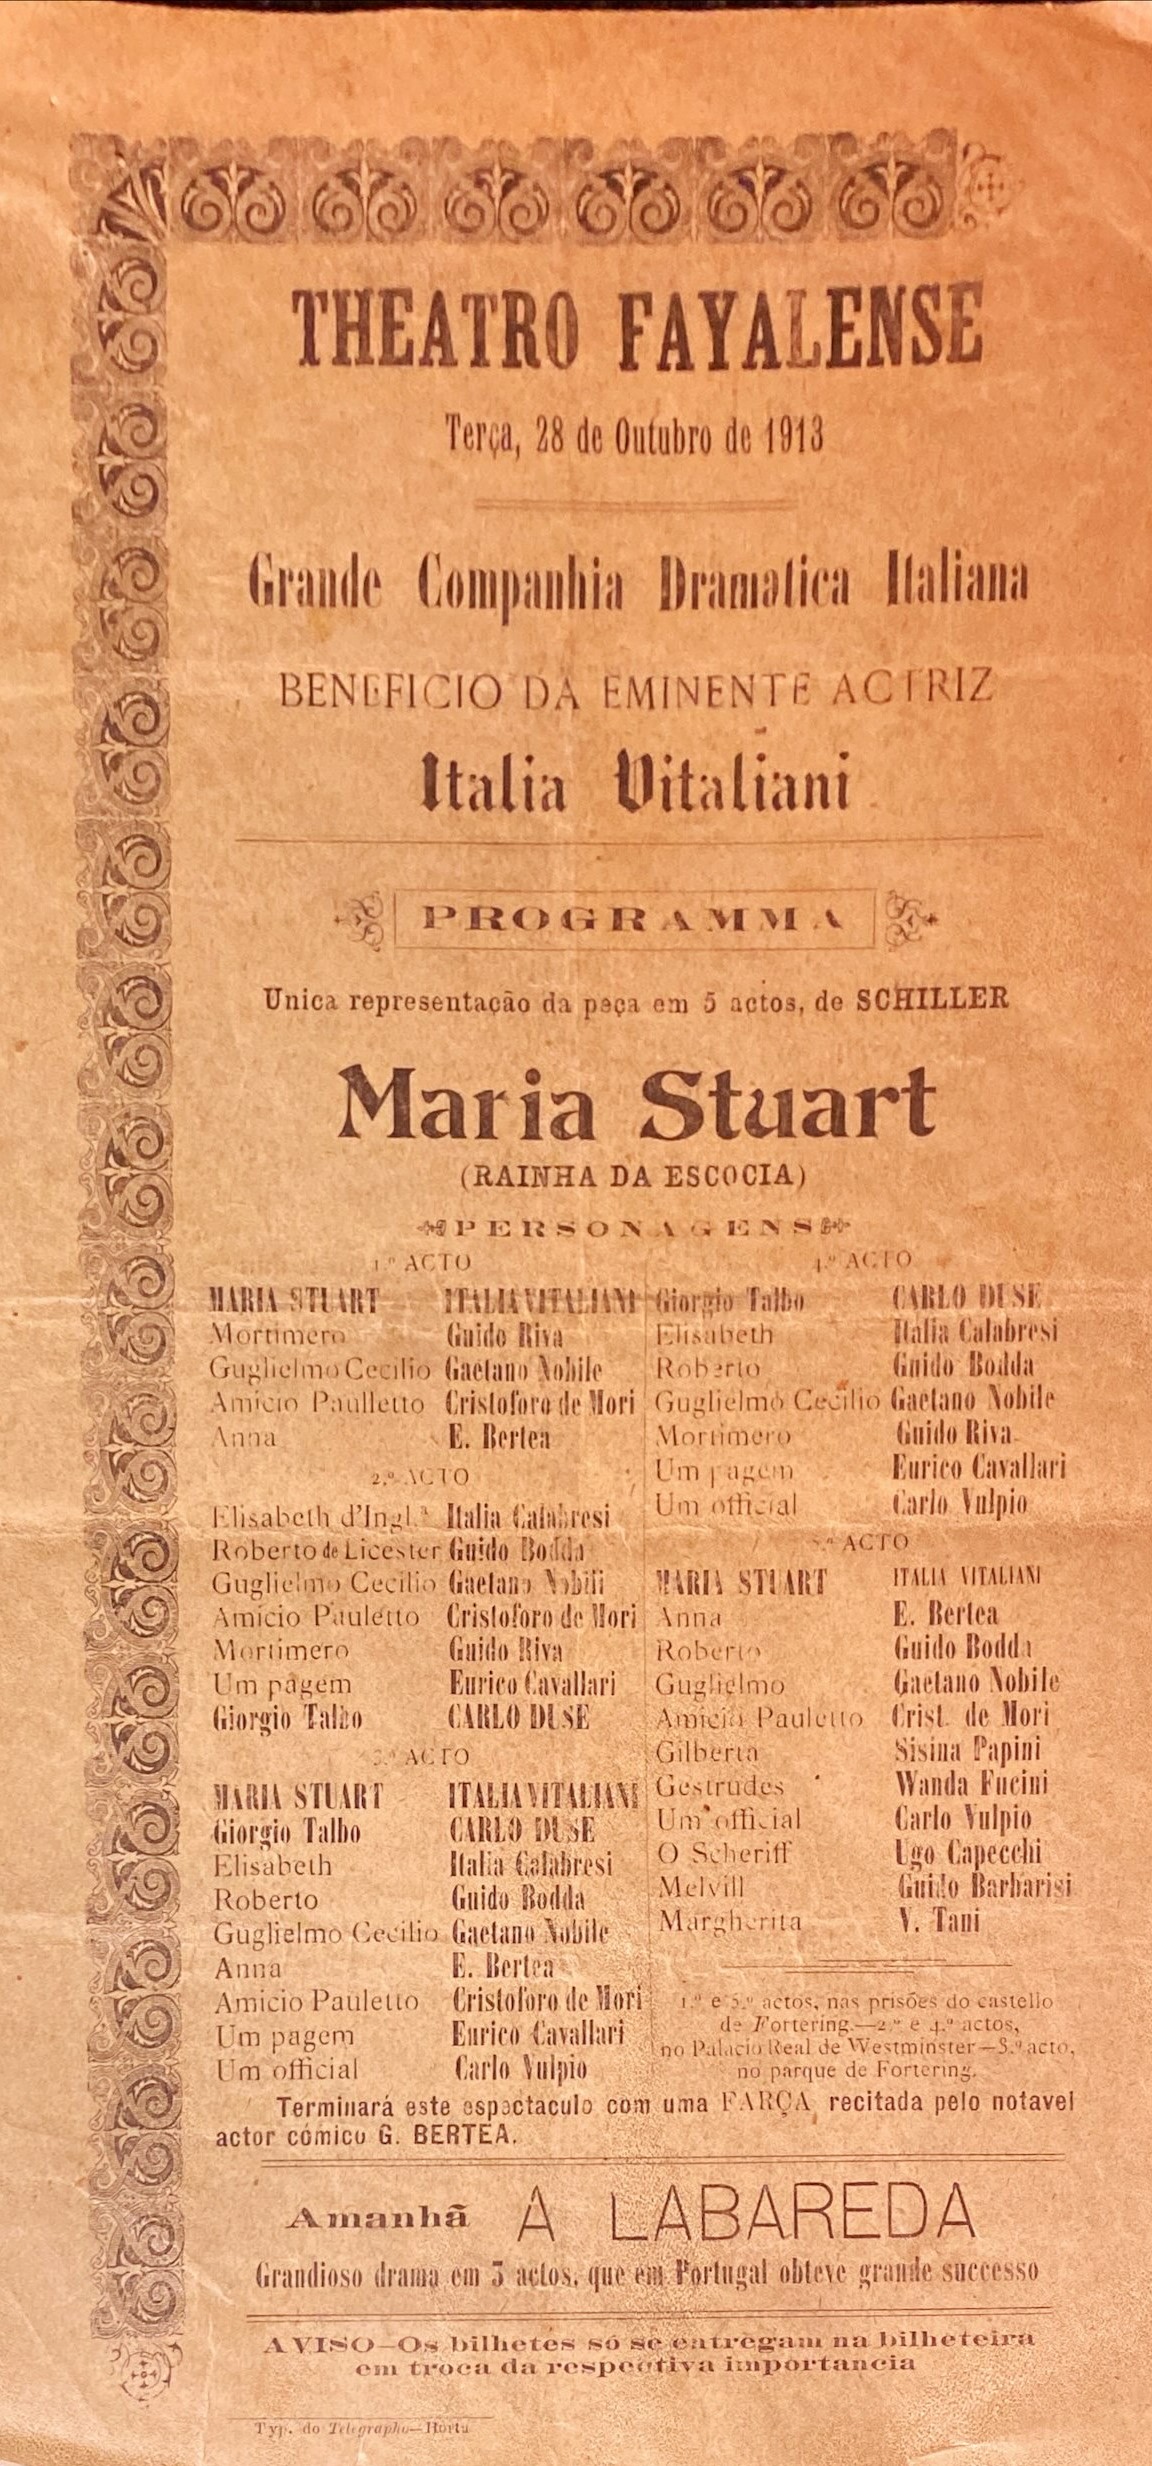 THEATRO FAYALENSE
Terça, 28 de Outubro de 1913
Grande Companhia Dramatica Italiana
BENEFICIO DA EMINENTE ACTRIZ
Italia Vitaliani
PROGRAMMA
Unica representação da peça em 5 actos, de SCHILLER
Maria Stuart
(RAINHA DA ESCOCIA)
PERSONAGENS
1.º ACTO
MARIA STUART ITALIA VITALIANI
Mortimero Guido Riva
Guglielmo Cecilio Gaetano Nobile
Amicio Paulletto Cristoforo de Mori
Anna E. Bertea
2.º ACTO
Elisabeth d'Ingl.ª Italia Calabresi
Roberto de Licester Guido Bodda
Guglielmo Cecilio Gaetano Nobili
Amicio Pauletto Cristoforo de Mori
Mortimero Guido Riva
Um pagem Eurico Cavallari
Giorgio Talbo CARLO DUSE
3.º ACTO
MARIA STUART ITALIA VITALIANI
Giorgio Talbo CARLO DUSE
Elisabeth Italia Calabresi
Roberto Guido Bodda
Guglielmo Cecilio Gaetano Nobile
Anna E. Bertea
Amicio Pauletto Cristoforo de Mori
Um pagem Eurico Cavallari
Um official Carlo Vulpio
4.º ACTO
Giorgio Talbo CARLO DUSE
Elisabeth Italia Calabresi
Roberto Guido Bodda
Guglielmo Cecilio Gaetano Nobile
Mortimero Guido Riva
Um pagem Eurico Cavallari
Um official Carlo Vulpio
5.º ACTO
MARIA STUART ITALIA VITALIANI
Anna E. Bertea
Roberto Guido Bodda
Guglielmo Gaetano Nobile
Amicio Pauletto Crist. de Mori
Gilberta Sisina Papini
Gestrudes Wanda Fucini
Um official Carlo Vulpio
O Scheriff Ugo Capecchi
Melvill Guido Barbarisi
Margherita V. Tani
1.º e 5.º actos, nas prisões do castello
de Fortering.—2.º e 4.º actos,
no Palacio Real de Westminster—3.º acto,
no parque de Fortering.
Terminará este espectaculo com uma FARÇA recitada pelo notavel
actor cómico G. BERTEA.
Amanhã A LABAREDA
Grandioso drama em 3 actos, que em Portugal obteve grande successo
AVISO—Os bilhetes só se entregam na bilheteira
em troca da respectiva importancia
Typ. do Telegrapho—Horta